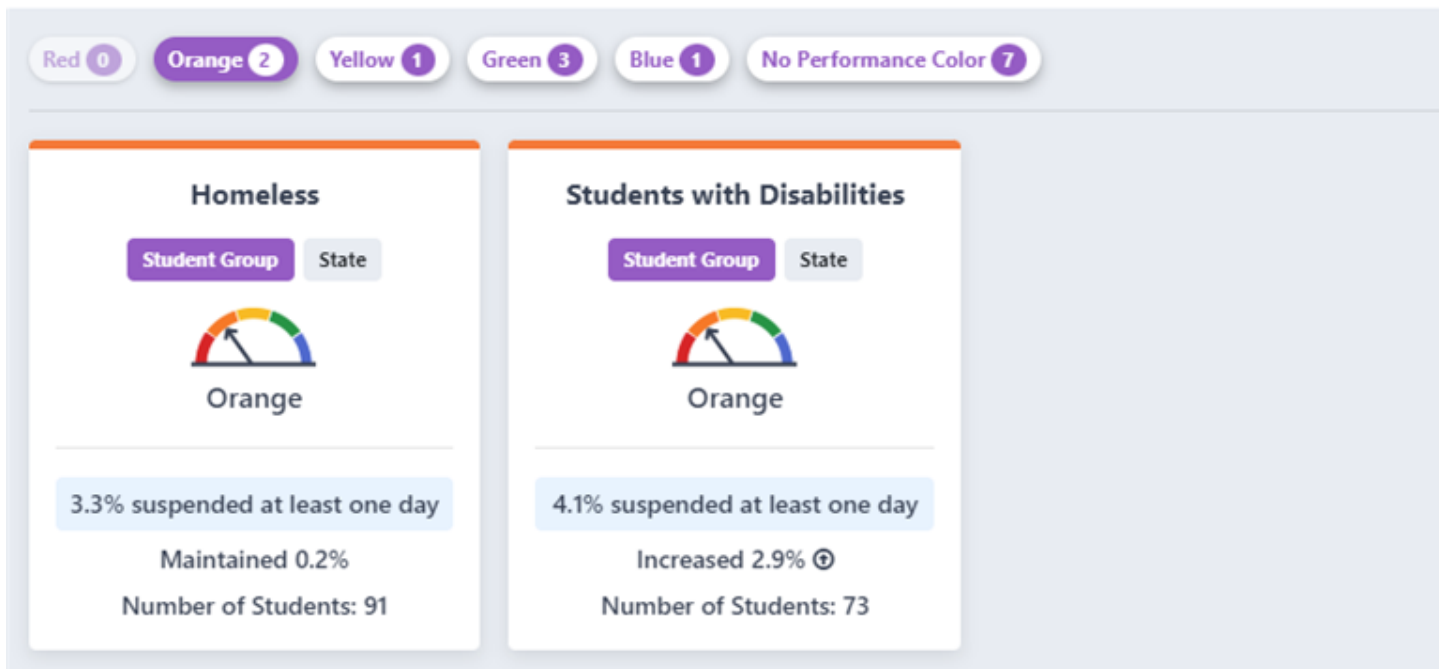 Red 0 Orange 2 Yellow 1 Green 3 Blue 1 No Performance Color 7
Homeless
Student Group State
Orange
3.3% suspended at least one day
Maintained 0.2%
Number of Students: 91
Students with Disabilities
Student Group State
Orange
4.1% suspended at least one day
Increased 2.9%
Number of Students: 73